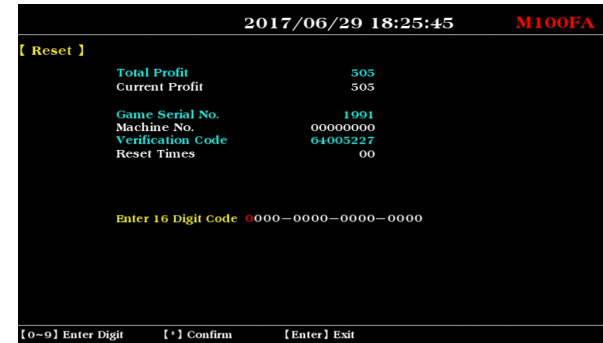 2017/06/29 18:25:45 M100FA
【 Reset 】
Total Profit 505
Current Profit 505
Game Serial No. 1991
Machine No. 00000000
Verification Code 64005227
Reset Times 00
Enter 16 Digit Code 0000-0000-0000-0000
【0~9】Enter Digit 【*】Confirm 【Enter】Exit